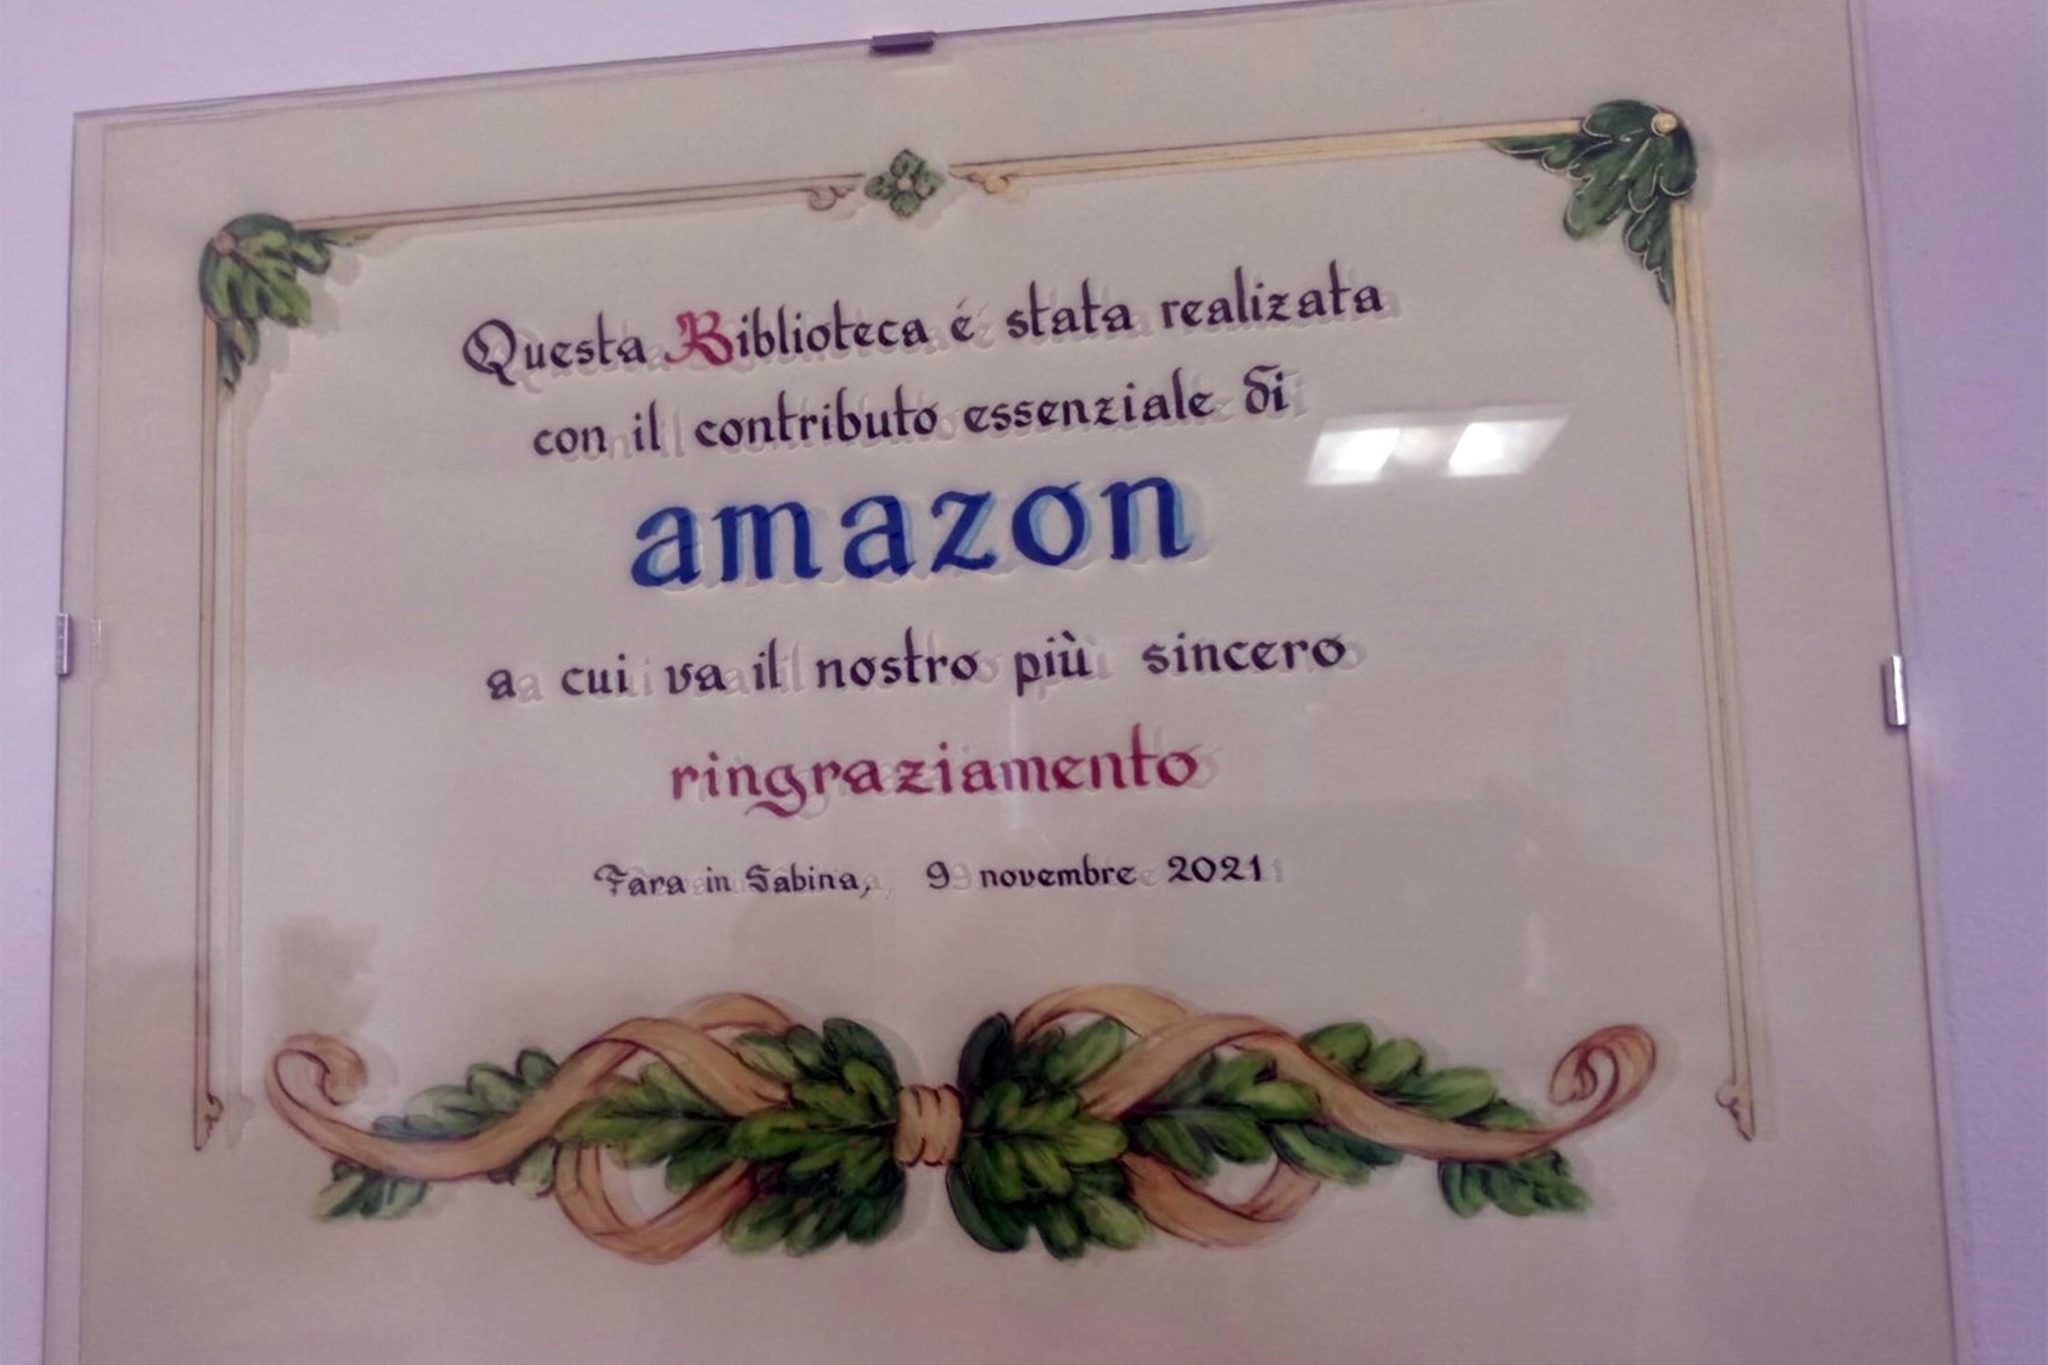 Questa Biblioteca é stata realizata
con il contributo essenziale di
amazon
a cui va il nostro più sincero
ringraziamento
Fara in Sabina, 9 novembre 2021